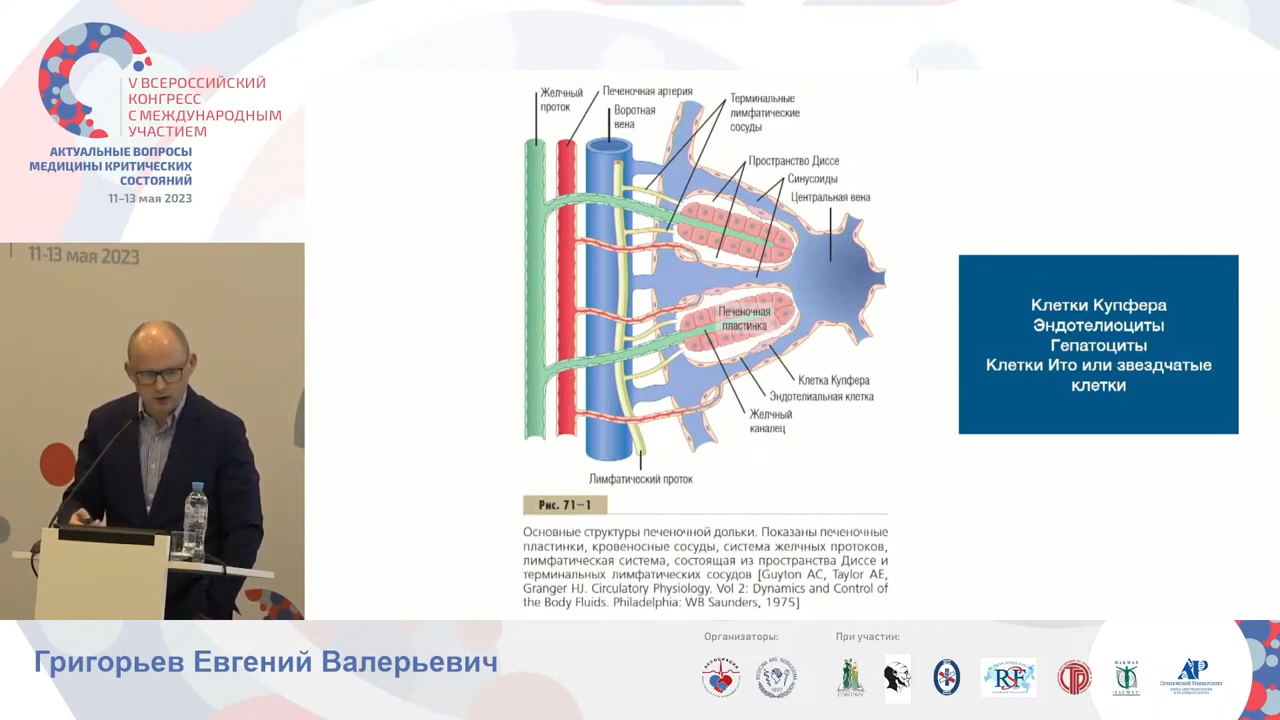 V ВСЕРОССИЙСКИЙ
КОНГРЕСС
С МЕЖДУНАРОДНЫМ
УЧАСТИЕМ
АКТУАЛЬНЫЕ ВОПРОСЫ
МЕДИЦИНЫ КРИТИЧЕСКИХ
СОСТОЯНИЙ
11–13 мая 2023
11-13 мая 2023
Желчный
проток
Печеночная артерия
Воротная
вена
Терминальные
лимфатические
сосуды
Пространство Диссе
Синусоиды
Центральная вена
Печеночная
пластинка
Клетка Купфера
Эндотелиальная клетка
Желчный
каналец
Лимфатический проток
Рис. 71–1
Основные структуры печеночной дольки. Показаны печеночные
пластинки, кровеносные сосуды, система желчных протоков,
лимфатическая система, состоящая из пространства Диссе и
терминальных лимфатических сосудов [Guyton AC, Taylor AE,
Granger HJ. Circulatory Physiology. Vol 2: Dynamics and Control of
the Body Fluids. Philadelphia: WB Saunders, 1975]
Клетки Купфера
Эндотелиоциты
Гепатоциты
Клетки Ито или звездчатые
клетки
Григорьев Евгений Валерьевич
Организаторы:
При участии: